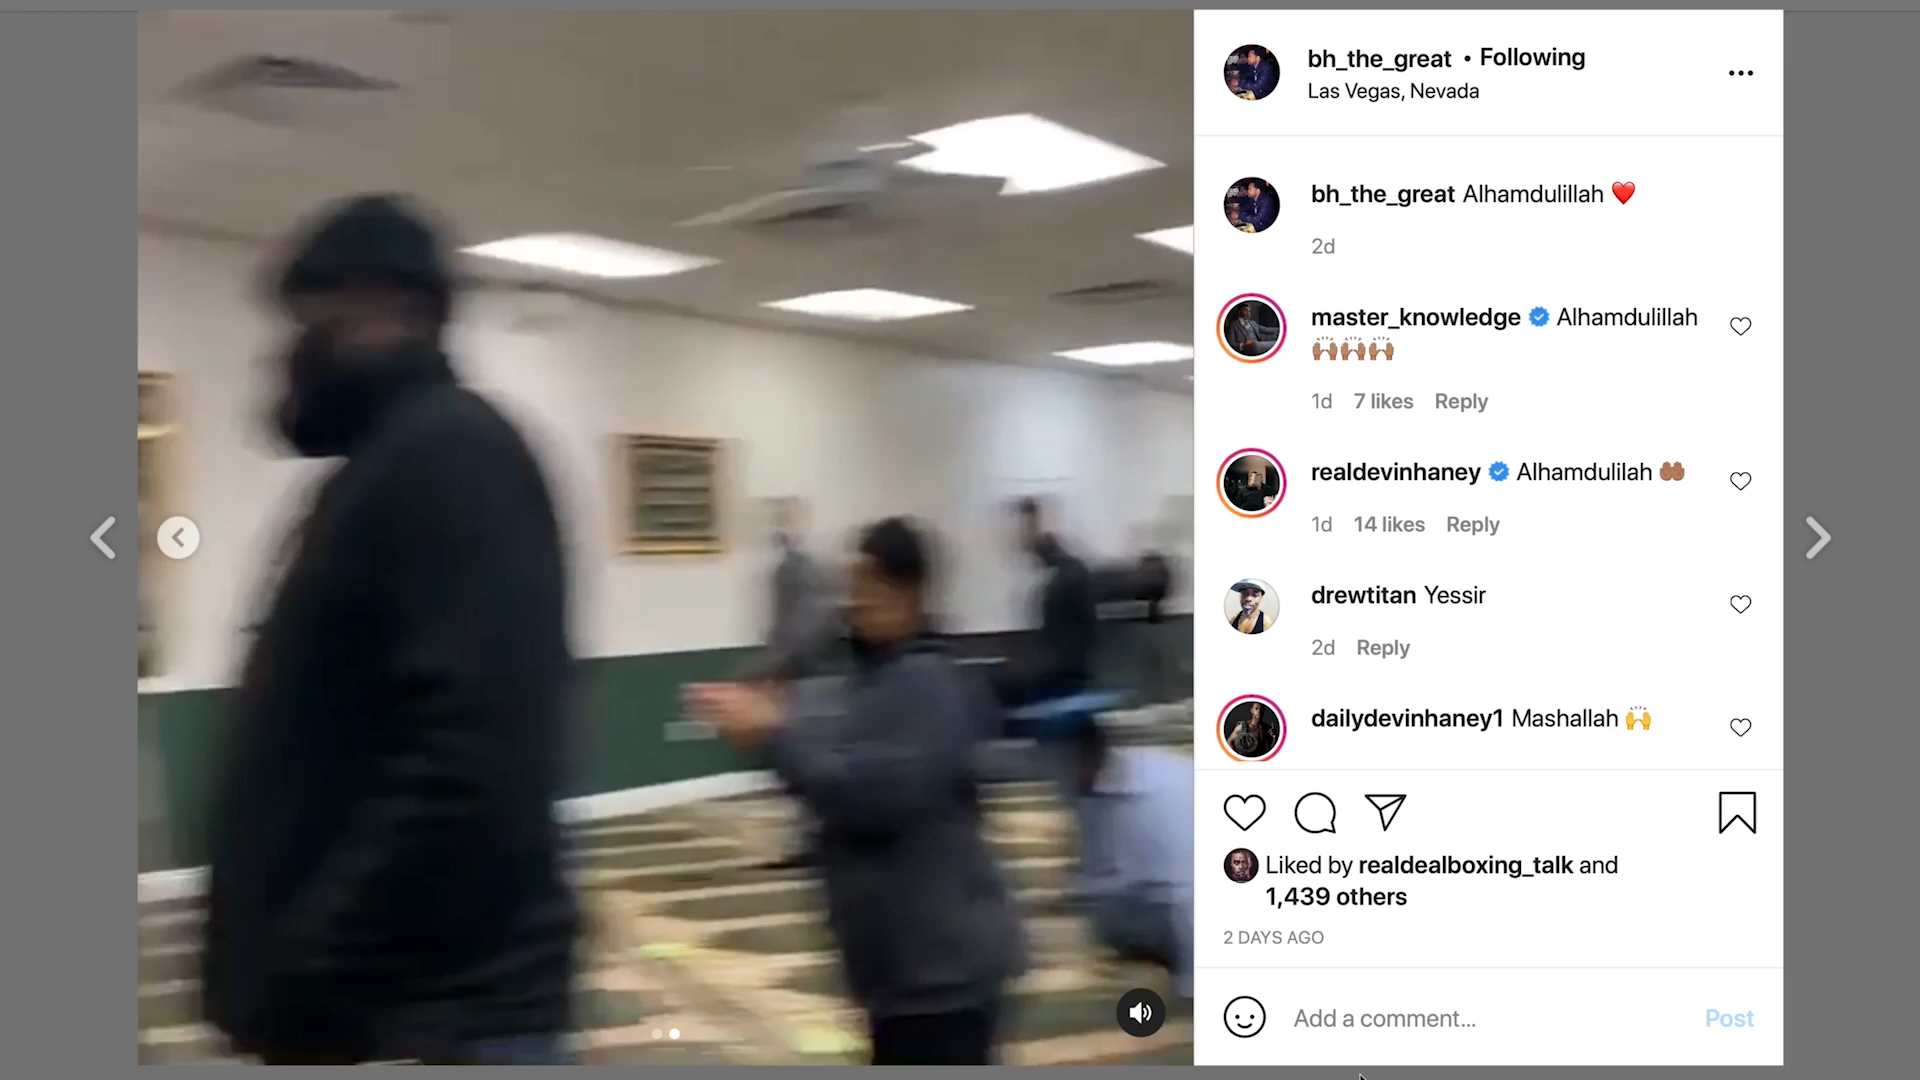 bh_the_great • Following
Las Vegas, Nevada
bh_the_great Alhamdulillah ❤️
2d
master_knowledge Alhamdulillah
🙌🏽🙌🏽🙌🏽
1d 7 likes Reply
realdevinhaney Alhamdulilah 🤲🏾
1d 14 likes Reply
drewtitan Yessir
2d Reply
dailydevinhaney1 Mashallah 🙌
Liked by realdealboxing_talk and
1,439 others
2 DAYS AGO
Add a comment...
Post